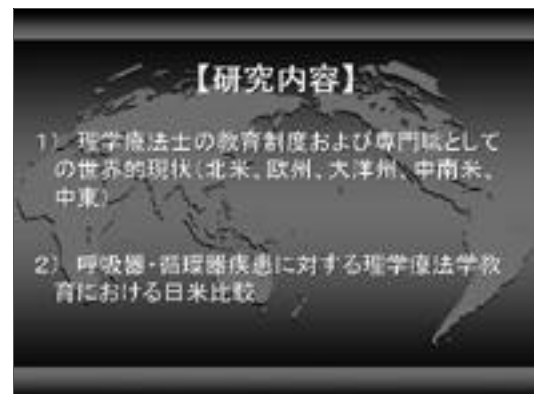 【研究内容】
1) 理学療法士の教育制度および専門職として
の世界的現状(北米、欧州、大洋州、中南米、
中東)
2) 呼吸器・循環器疾患に対する理学療法学教
育における日米比較